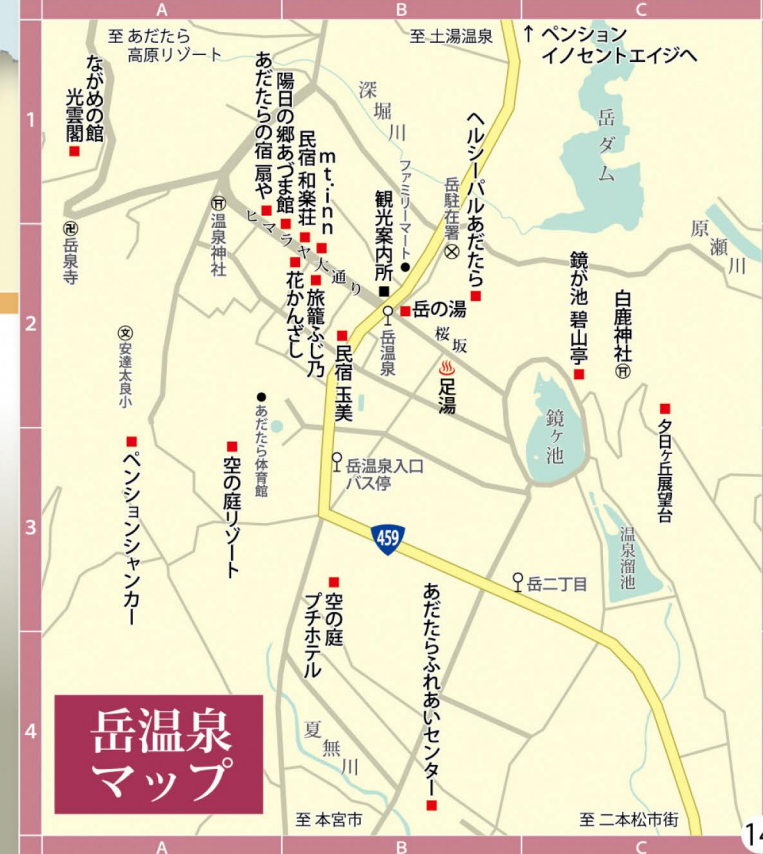 A
B
C
1
2
3
4
至 あだたら
高原リゾート
至 土湯温泉
↑ ペンション
イノセントエイジへ
ながめの館
光雲閣
あだたらの宿 扇や
陽日の郷あづま館
民宿 和楽荘
mt.inn
深堀川
ファミリーマート
観光案内所
岳駐在署
ヘルシーパルあだたら
岳ダム
原瀬川
卍岳泉寺
温泉神社
ヒマラヤ大通り
花かんざし
旅籠ふじ乃
民宿 玉美
岳の湯
岳温泉
桜坂
足湯
鏡が池 碧山亭
白鹿神社
文
安達太良小
あだたら体育館
鏡ヶ池
夕日ヶ丘展望台
ペンションシャンカー
空の庭リゾート
岳温泉入口
バス停
459
温泉溜池
岳二丁目
空の庭
プチホテル
あだたらふれあいセンター
夏無川
岳温泉
マップ
至 本宮市
至 二本松市街
14
A
B
C